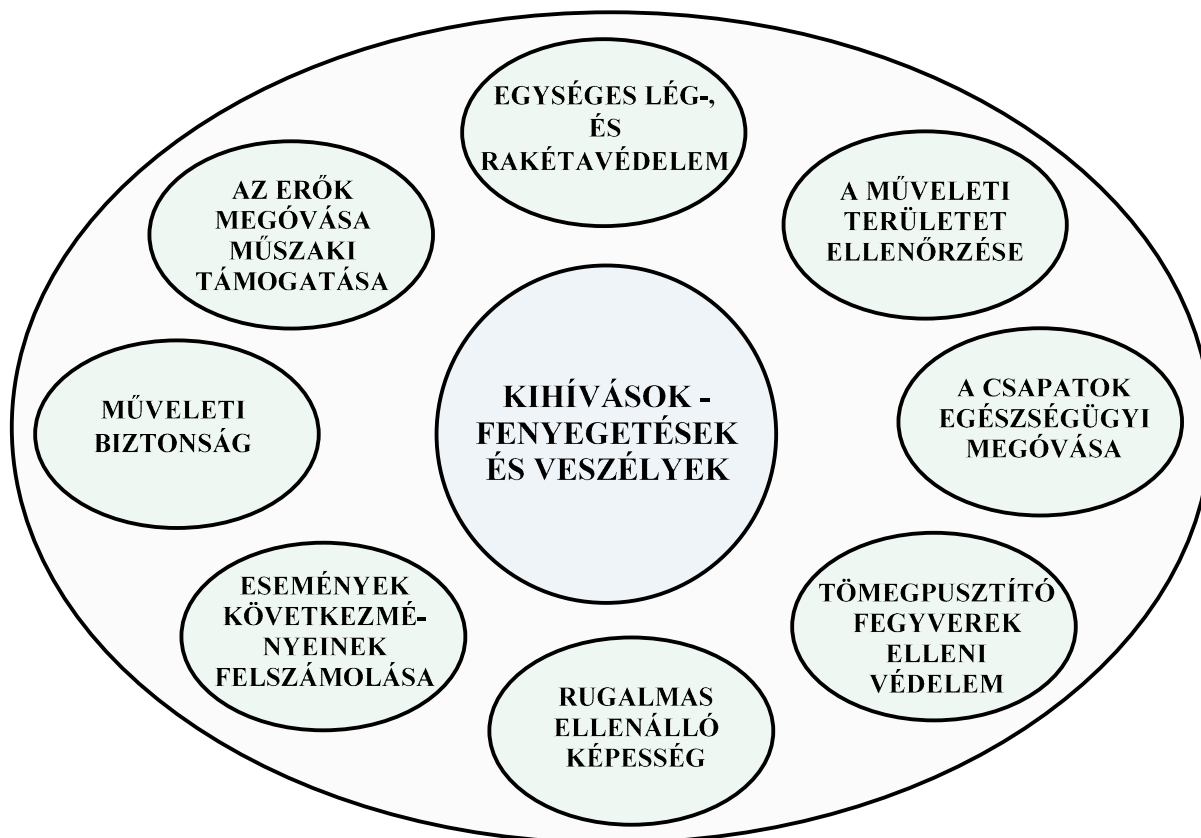 EGYSÉGES LÉG-,
ÉS
RAKÉTAVÉDELEM
AZ ERŐK
MEGÓVÁSA
MŰSZAKI
TÁMOGATÁSA
A MŰVELETI
TERÜLETET
ELLENŐRZÉSE
KIHÍVÁSOK -
FENYEGETÉSEK
ÉS VESZÉLYEK
MŰVELETI
BIZTONSÁG
A CSAPATOK
EGÉSZSÉGÜGYI
MEGÓVÁSA
ESEMÉNYEK
KÖVETKEZMÉ-
NYEINEK
FELSZÁMOLÁSA
TÖMEGPUSZTÍTÓ
FEGYVEREK
ELLENI
VÉDELEM
RUGALMAS
ELLENÁLLÓ
KÉPESSÉG